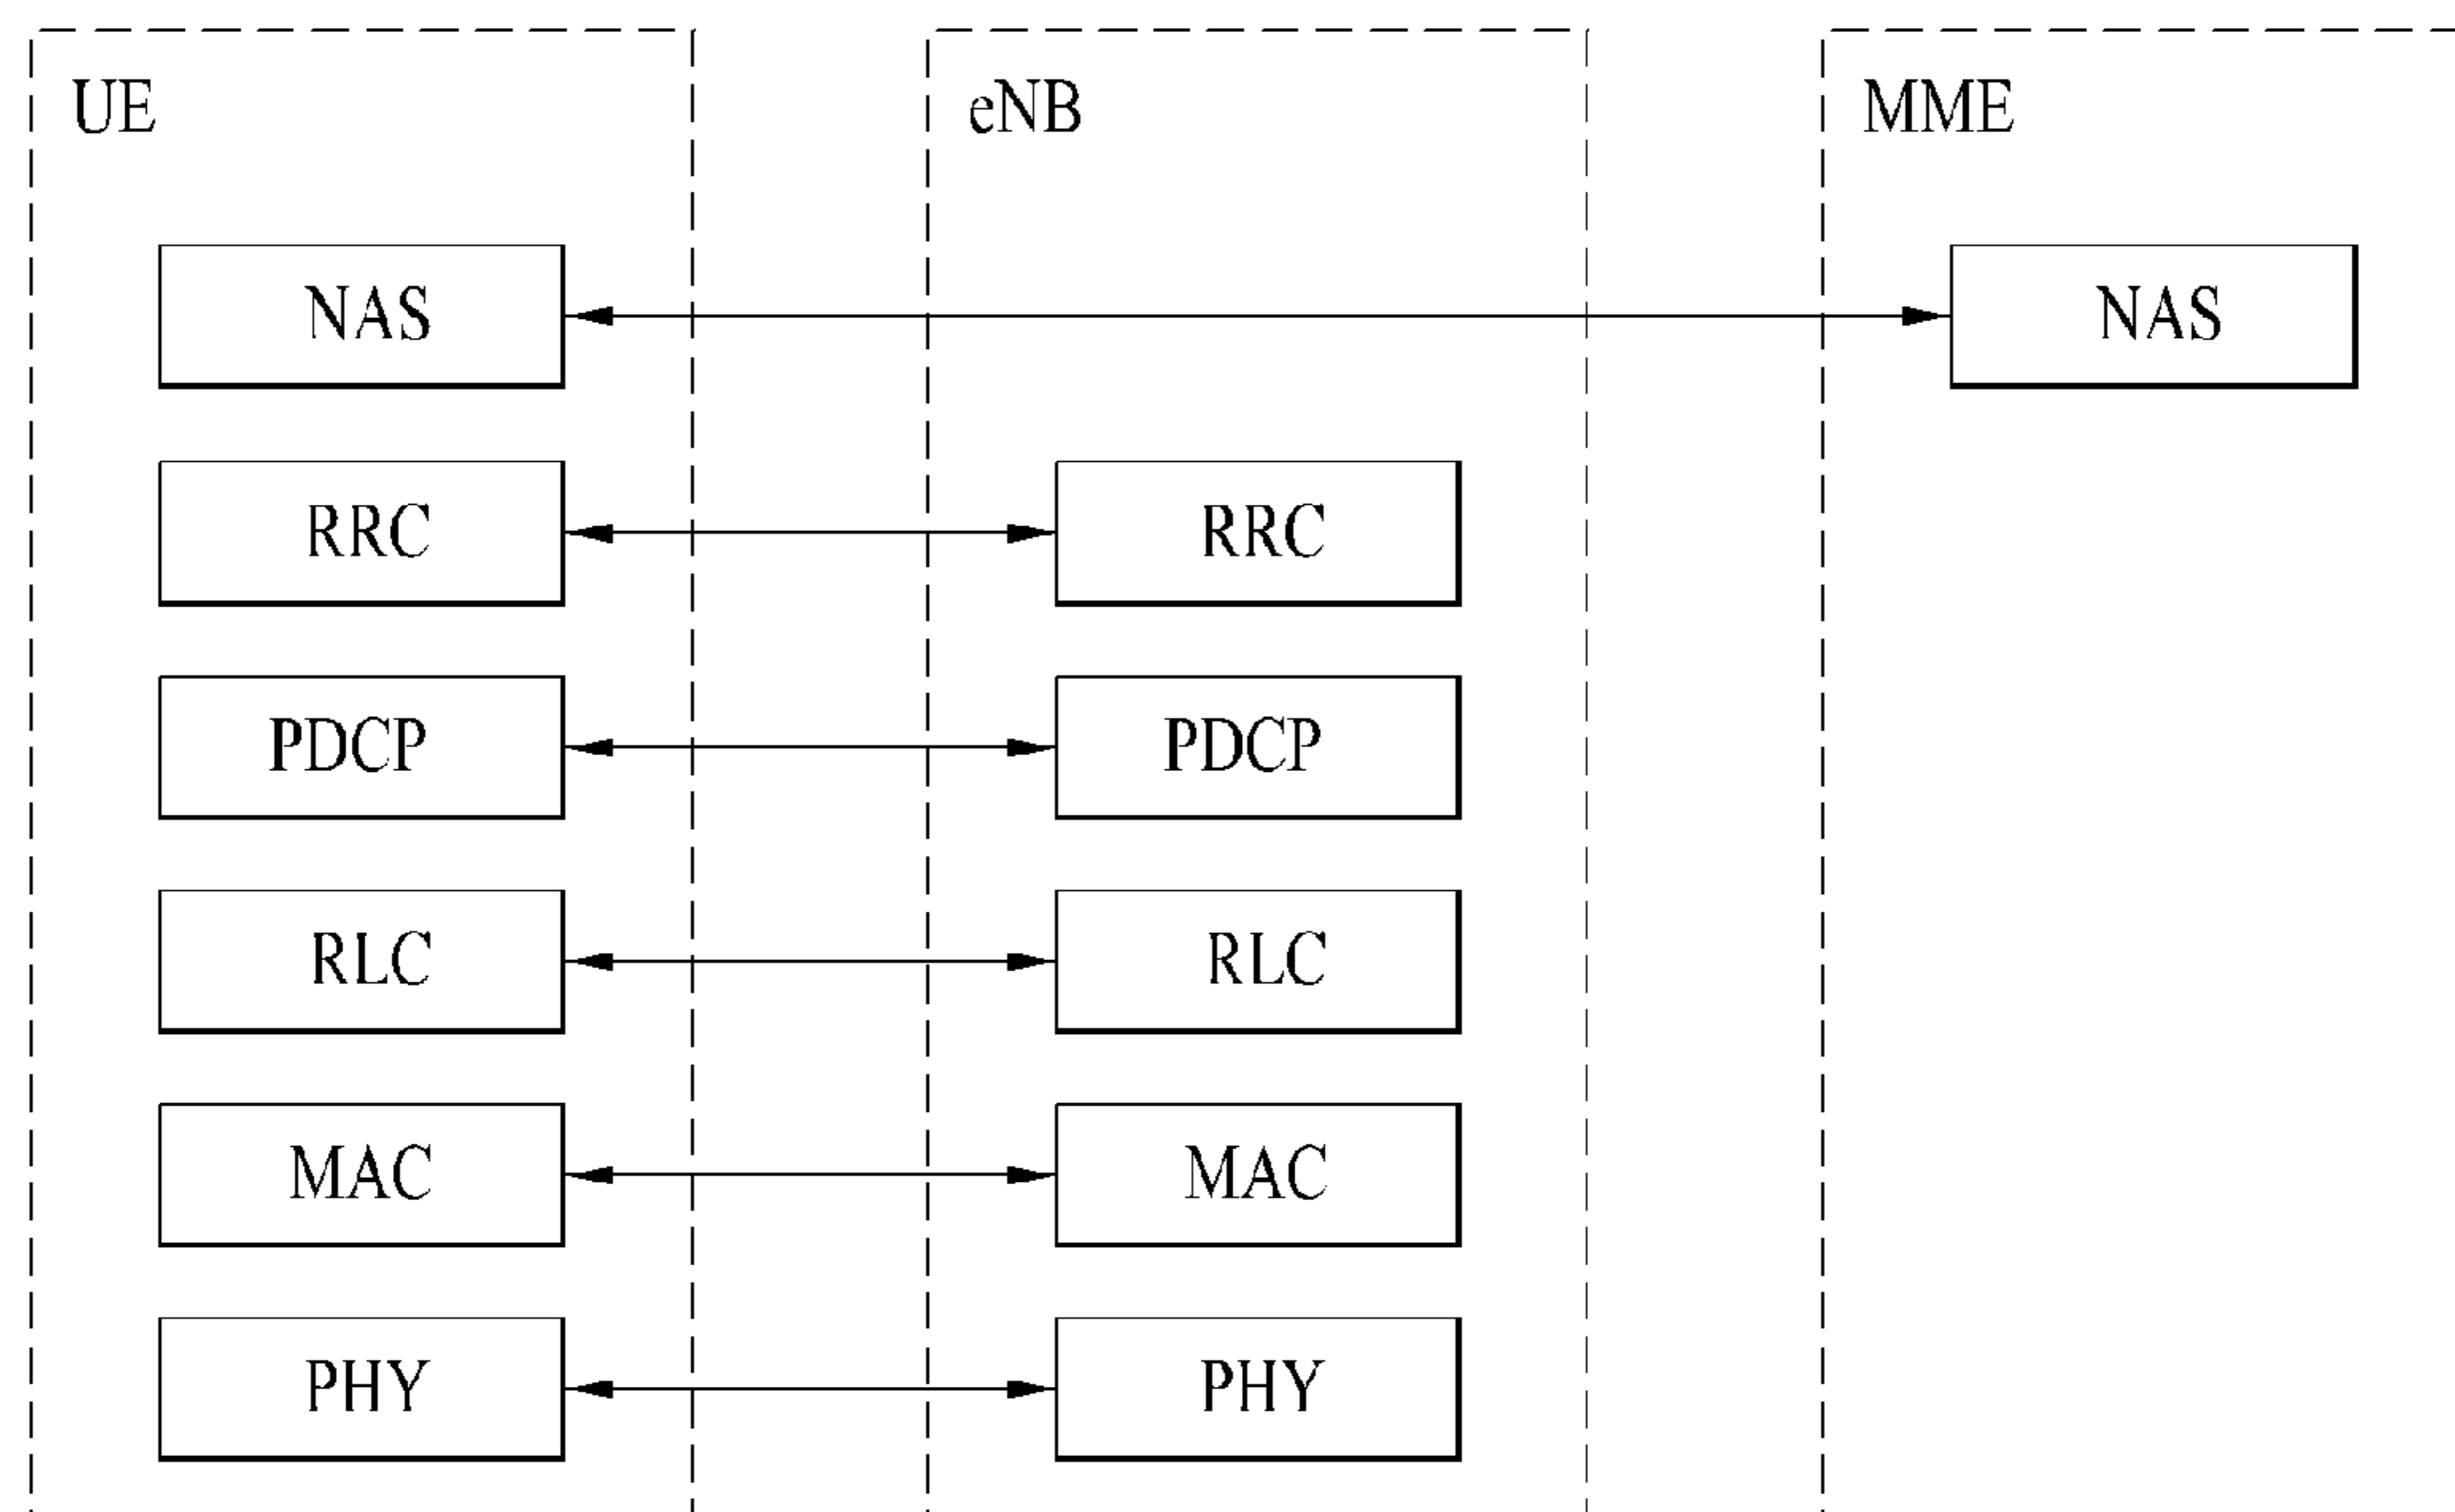 UE
eNB
MME
NAS
NAS
RRC
RRC
PDCP
PDCP
RLC
RLC
MAC
MAC
PHY
PHY